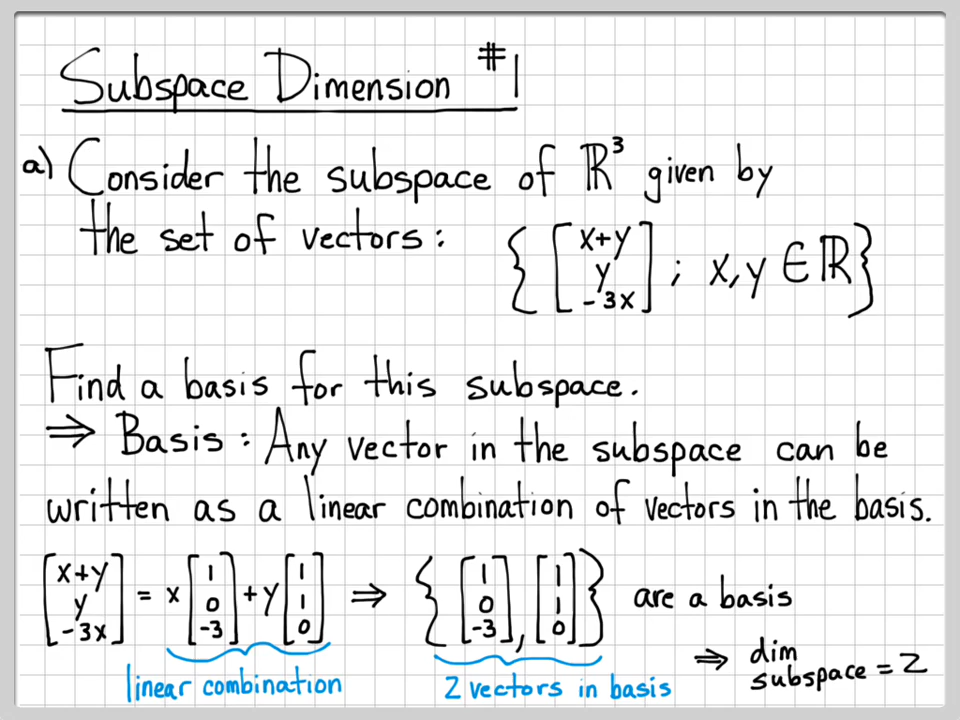 Subspace Dimension #1
a) Consider the subspace of ℝ³ given by
the set of vectors: { [x+y; y; -3x] ; x, y ∈ ℝ }
Find a basis for this subspace.
⇒ Basis: Any vector in the subspace can be
written as a linear combination of vectors in the basis.
[x+y; y; -3x] = x [1; 0; -3] + y [1; 1; 0] ⇒ { [1; 0; -3], [1; 1; 0] } are a basis
linear combination
2 vectors in basis
⇒ dim
subspace = 2